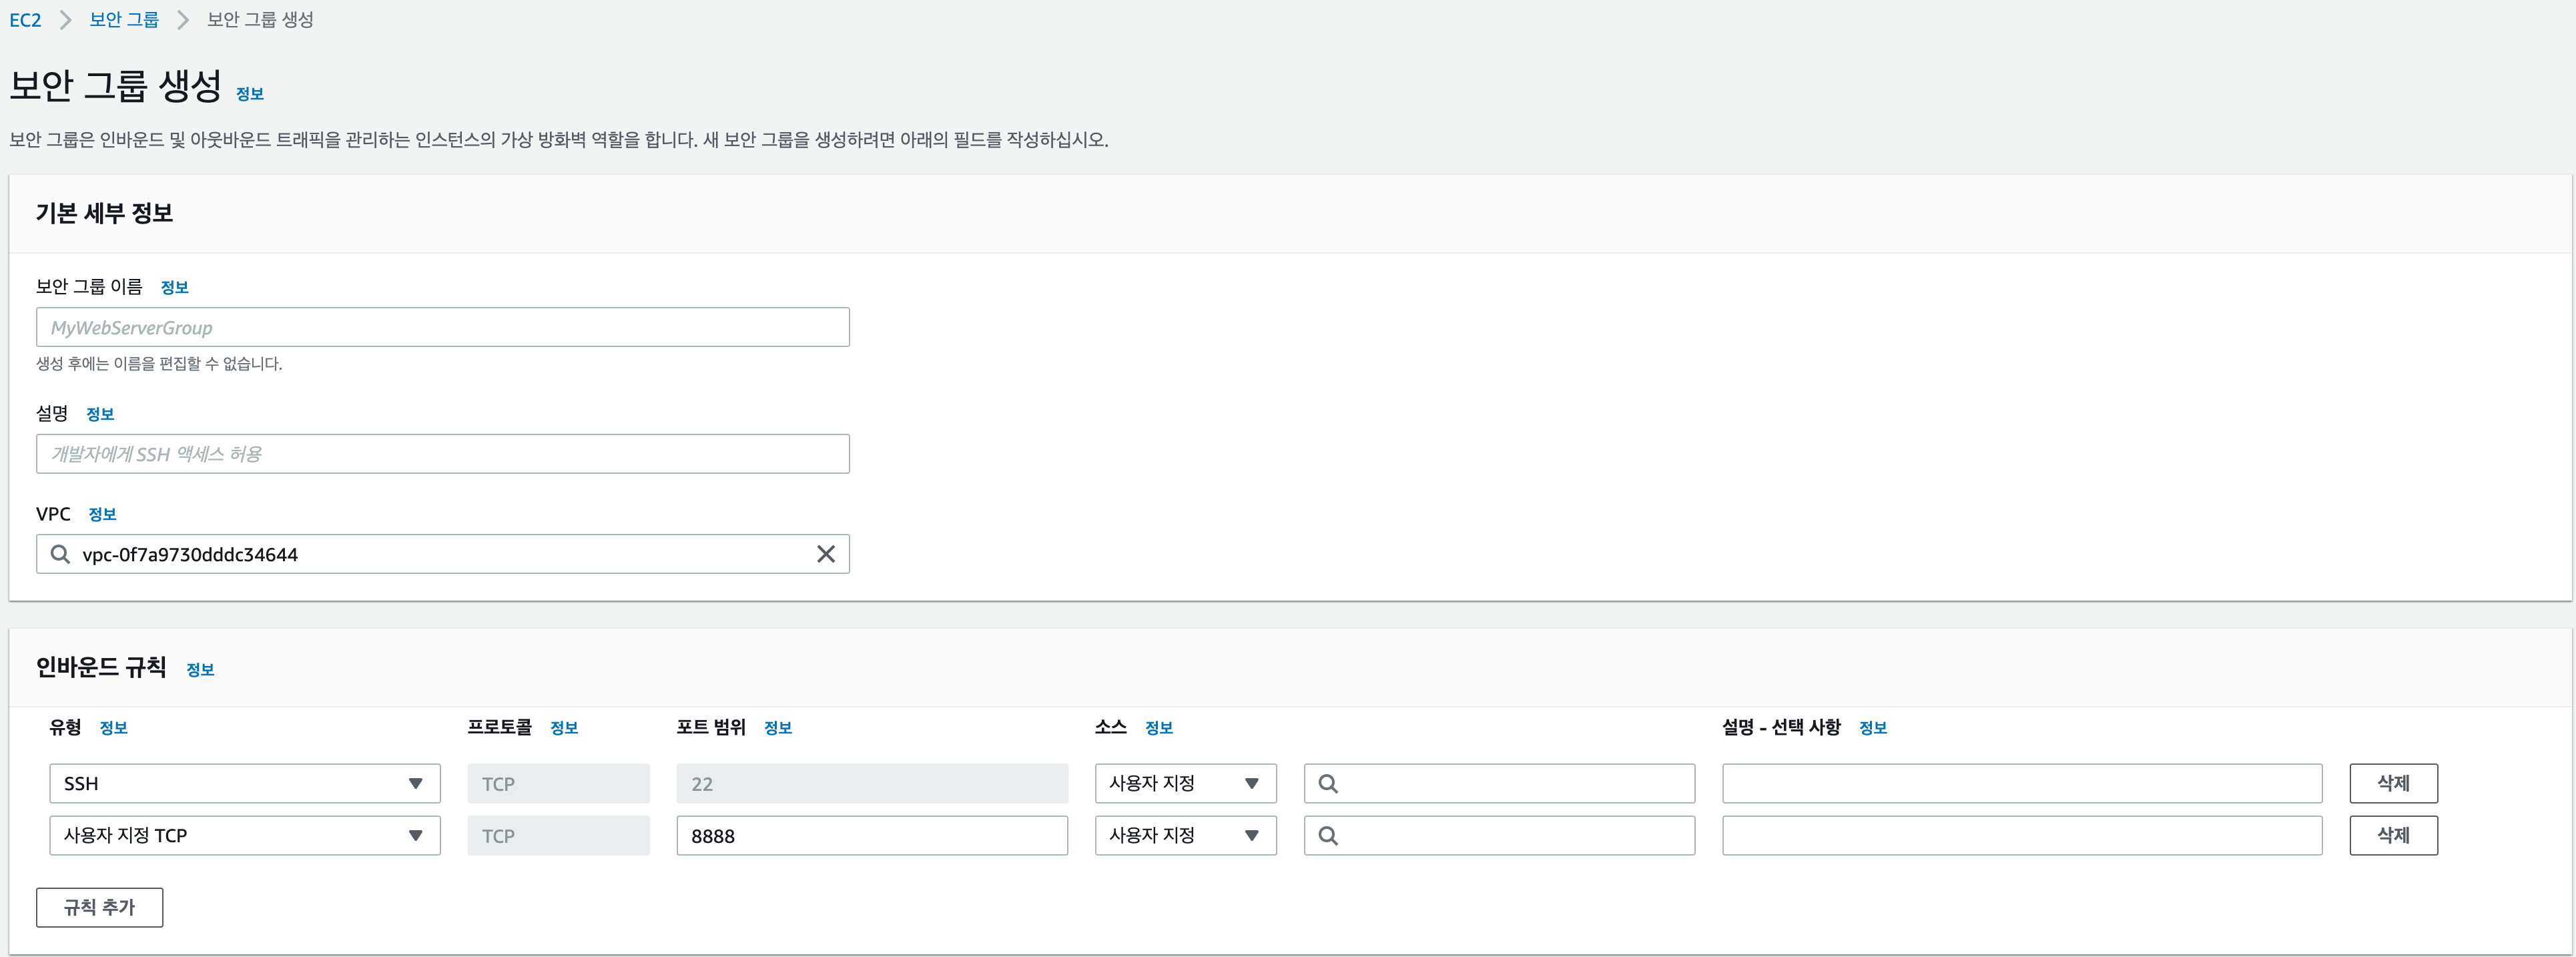 EC2 > 보안 그룹 > 보안 그룹 생성
보안 그룹 생성 정보
보안 그룹은 인바운드 및 아웃바운드 트래픽을 관리하는 인스턴스의 가상 방화벽 역할을 합니다. 새 보안 그룹을 생성하려면 아래의 필드를 작성하십시오.
기본 세부 정보
보안 그룹 이름 정보
MyWebServerGroup
생성 후에는 이름을 편집할 수 없습니다.
설명 정보
개발자에게 SSH 액세스 허용
VPC 정보
vpc-0f7a9730dddc34644
인바운드 규칙 정보
유형 정보 프로토콜 정보 포트 범위 정보 소스 정보 설명 - 선택 사항 정보
SSH TCP 22 사용자 지정 삭제
사용자 지정 TCP TCP 8888 사용자 지정 삭제
규칙 추가